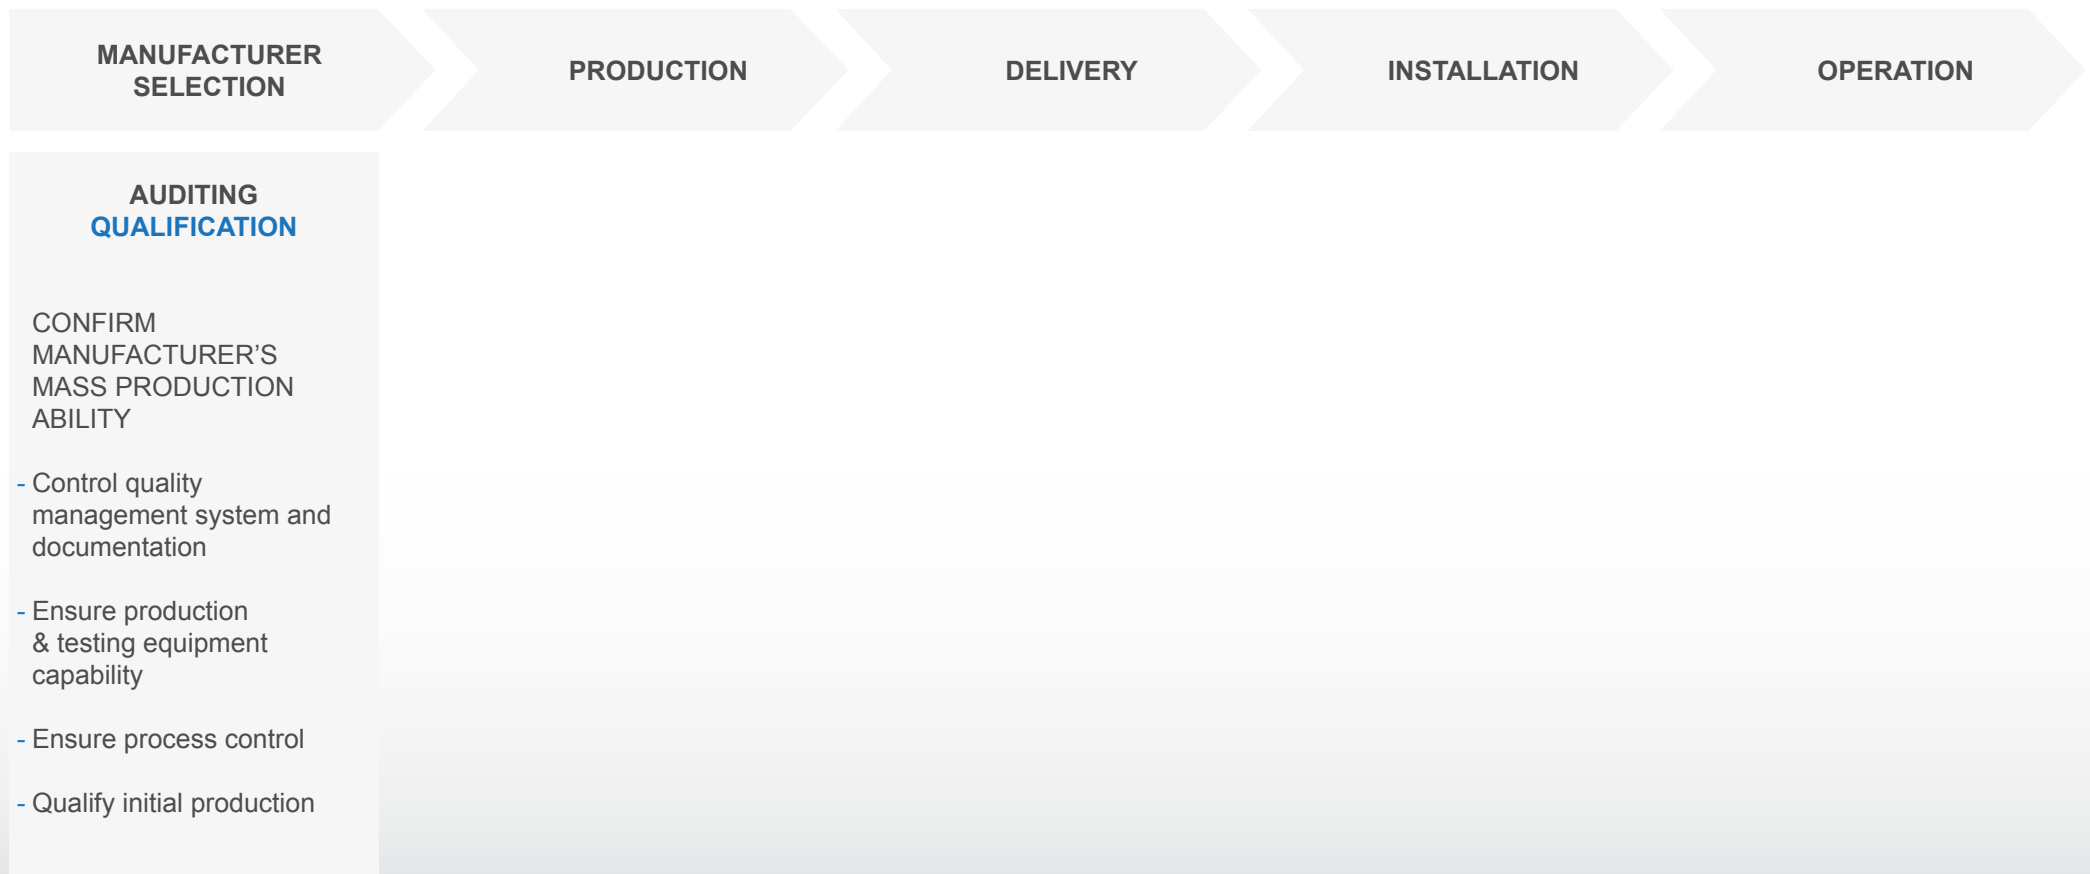 MANUFACTURER
SELECTION
PRODUCTION
DELIVERY
INSTALLATION
OPERATION
AUDITING
QUALIFICATION
CONFIRM
MANUFACTURER’S
MASS PRODUCTION
ABILITY
- Control quality
management system and
documentation
- Ensure production
& testing equipment
capability
- Ensure process control
- Qualify initial production